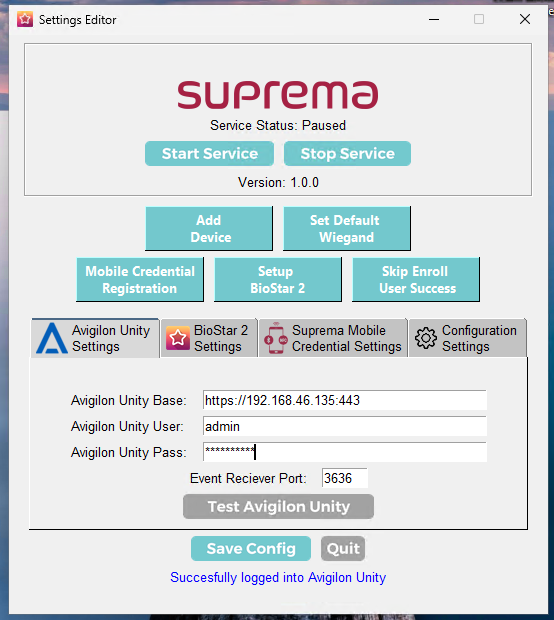 Settings Editor
suprema
Service Status: Paused
Start Service
Stop Service
Version: 1.0.0
Add
Device
Set Default
Wiegand
Mobile Credential
Registration
Setup
BioStar 2
Skip Enroll
User Success
Avigilon Unity
Settings
BioStar 2
Settings
Suprema Mobile
Credential Settings
Configuration
Settings
Avigilon Unity Base: https://192.168.46.135:443
Avigilon Unity User: admin
Avigilon Unity Pass: **********
Event Reciever Port: 3636
Test Avigilon Unity
Save Config
Quit
Succesfully logged into Avigilon Unity